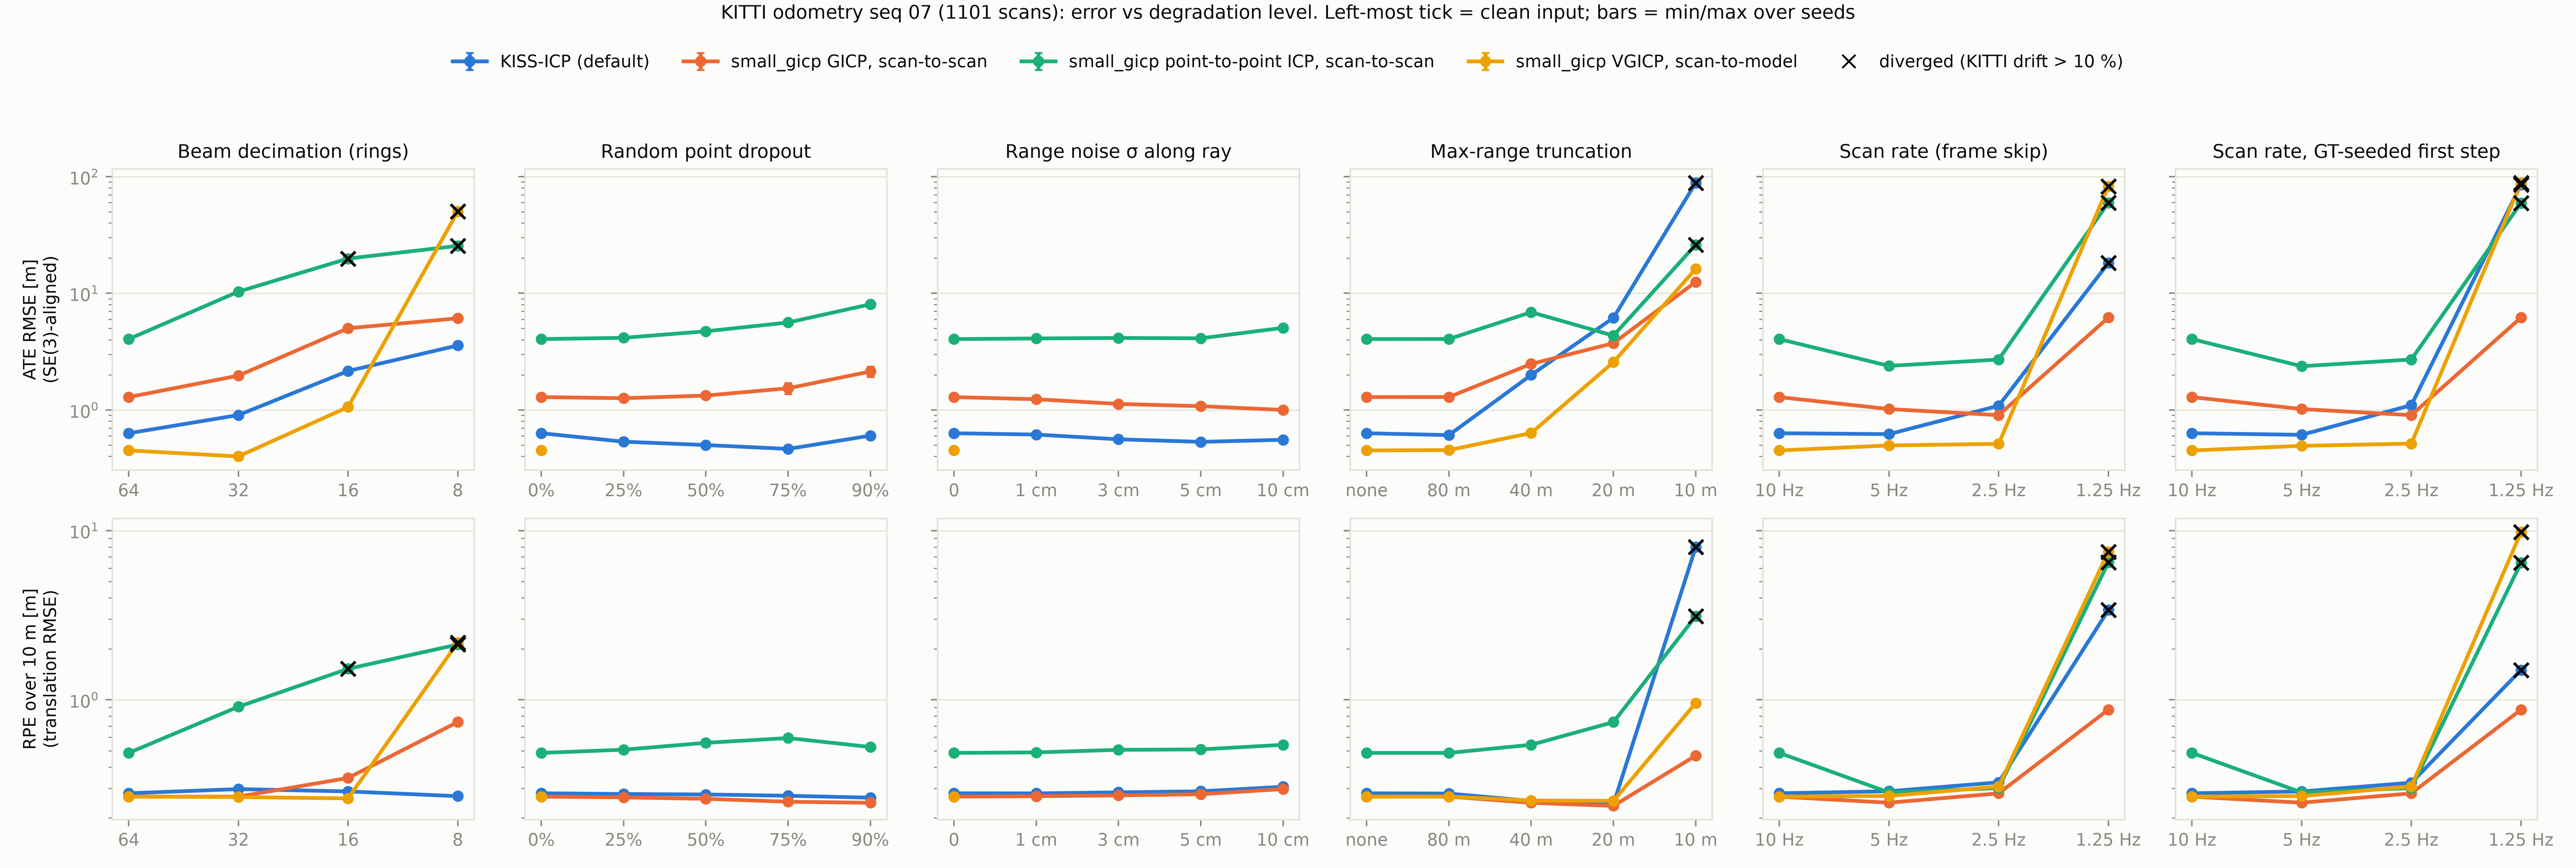 KITTI odometry seq 07 (1101 scans): error vs degradation level. Left-most tick = clean input; bars = min/max over seeds
KISS-ICP (default)
small_gicp GICP, scan-to-scan
small_gicp point-to-point ICP, scan-to-scan
small_gicp VGICP, scan-to-model
diverged (KITTI drift > 10 %)
Beam decimation (rings)
Random point dropout
Range noise σ along ray
Max-range truncation
Scan rate (frame skip)
Scan rate, GT-seeded first step
ATE RMSE [m]
(SE(3)-aligned)
10²
10¹
10⁰
64 32 16 8
0% 25% 50% 75% 90%
0 1 cm 3 cm 5 cm 10 cm
none 80 m 40 m 20 m 10 m
10 Hz 5 Hz 2.5 Hz 1.25 Hz
10 Hz 5 Hz 2.5 Hz 1.25 Hz
RPE over 10 m [m]
(translation RMSE)
10¹
10⁰
64 32 16 8
0% 25% 50% 75% 90%
0 1 cm 3 cm 5 cm 10 cm
none 80 m 40 m 20 m 10 m
10 Hz 5 Hz 2.5 Hz 1.25 Hz
10 Hz 5 Hz 2.5 Hz 1.25 Hz